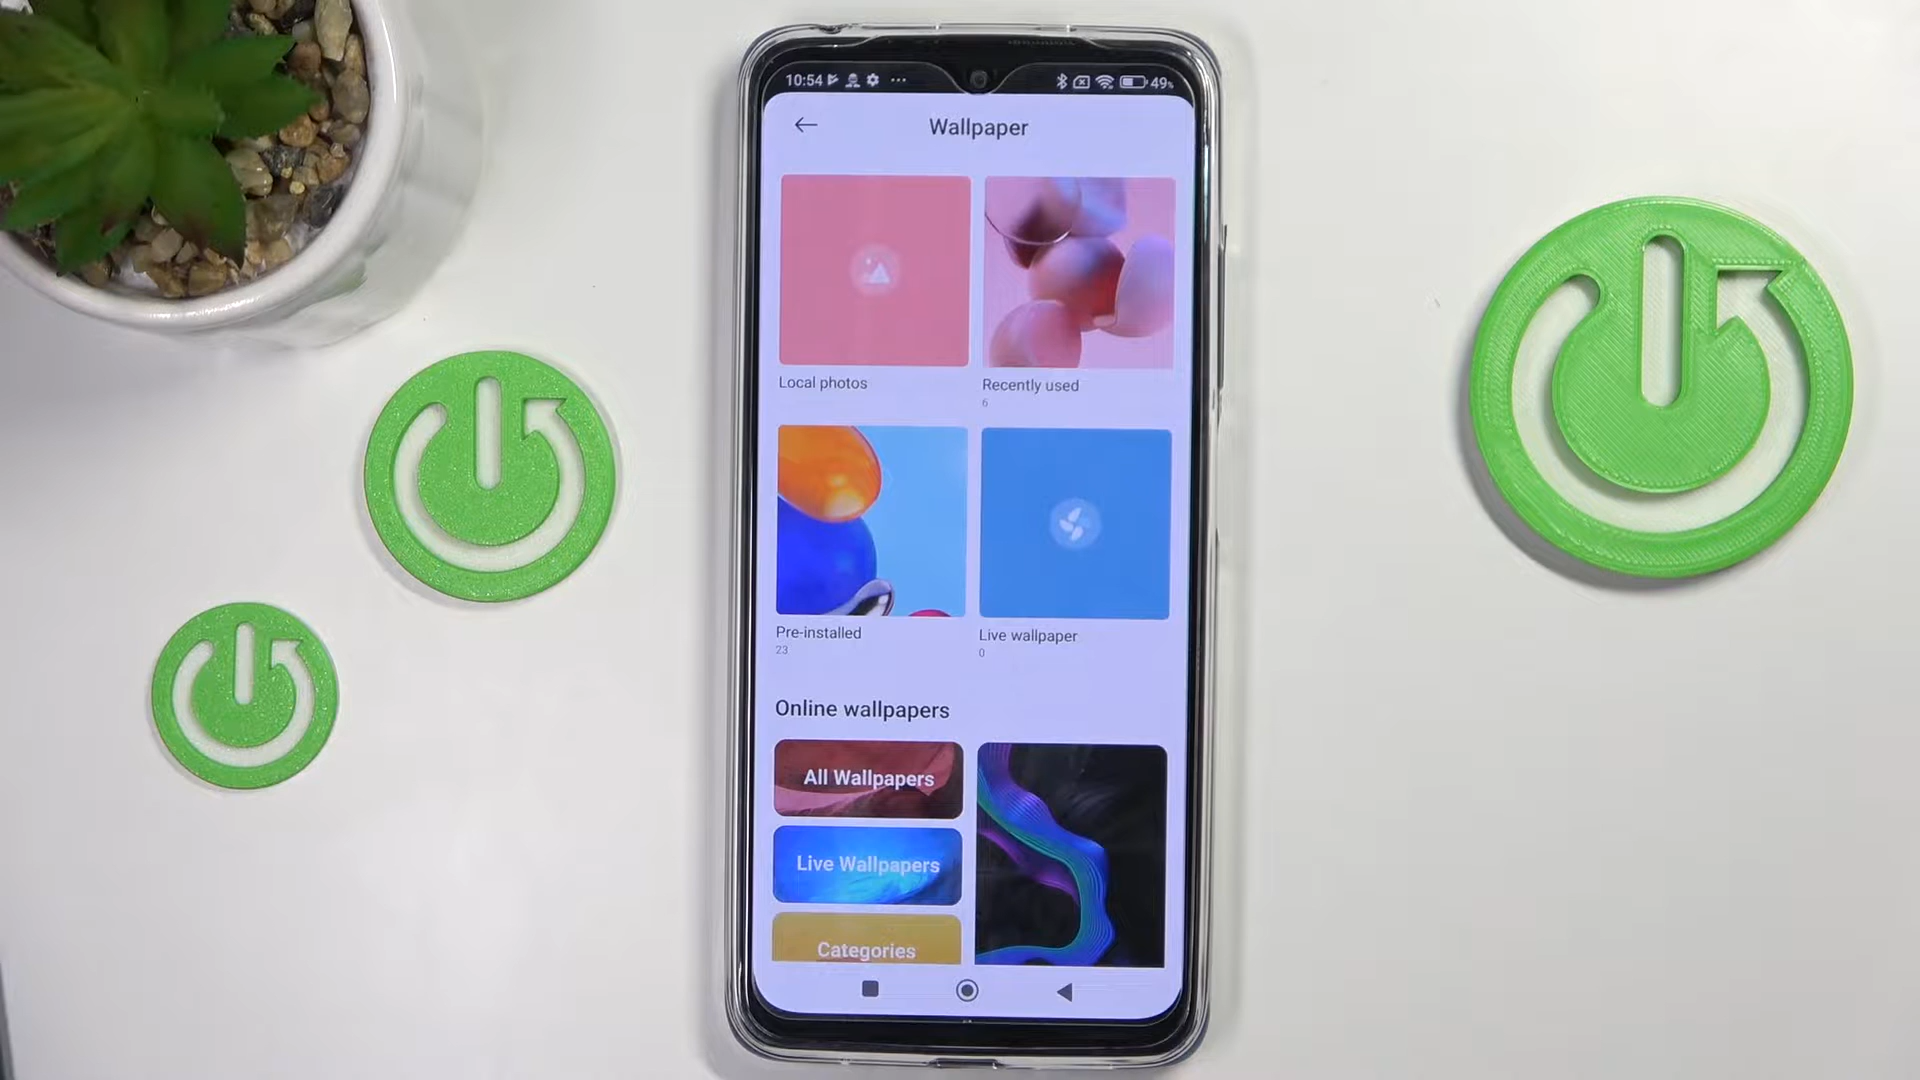 10:54 ... 49%
Wallpaper
Local photos
Recently used
6
Pre-installed
23
Live wallpaper
0
Online wallpapers
All Wallpapers
Live Wallpapers
Categories